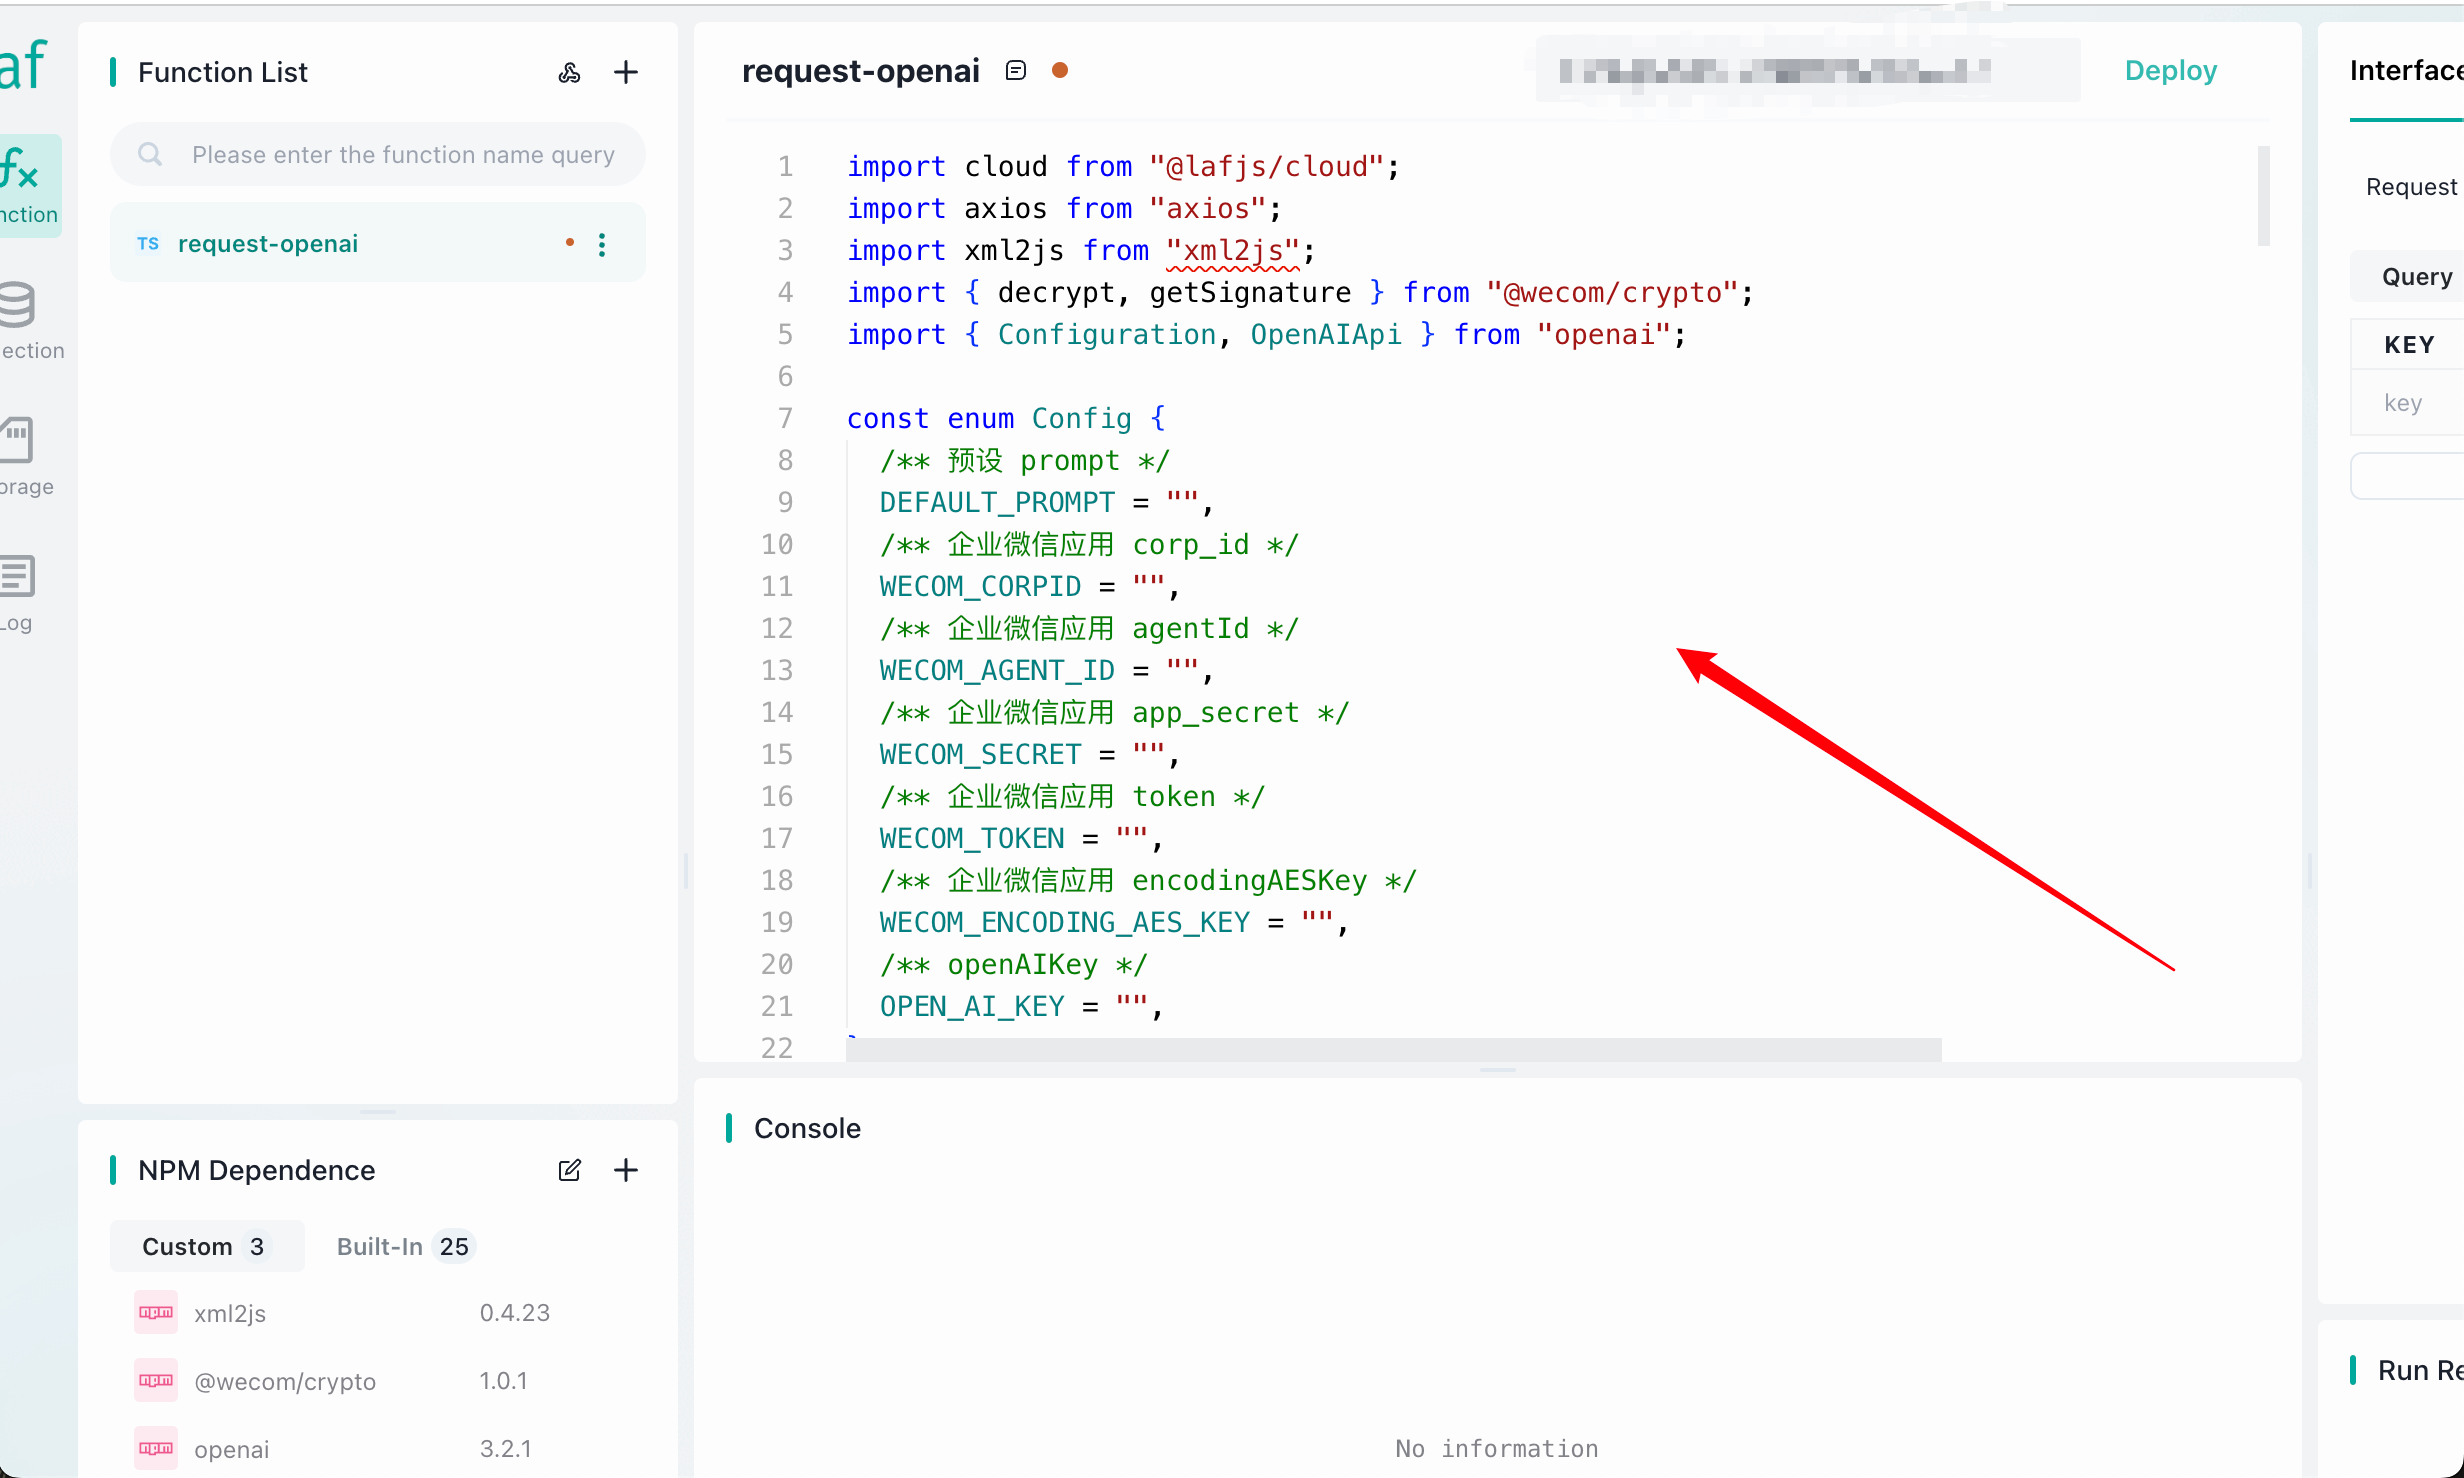 af
Function List
Please enter the function name query
TS request-openai
nction
ection
orage
Log
NPM Dependence
Custom 3
Built-In 25
xml2js 0.4.23
@wecom/crypto 1.0.1
openai 3.2.1
request-openai
Deploy
1 import cloud from "@lafjs/cloud";
2 import axios from "axios";
3 import xml2js from "xml2js";
4 import { decrypt, getSignature } from "@wecom/crypto";
5 import { Configuration, OpenAIApi } from "openai";
6
7 const enum Config {
8 /** 预设 prompt */
9 DEFAULT_PROMPT = "",
10 /** 企业微信应用 corp_id */
11 WECOM_CORPID = "",
12 /** 企业微信应用 agentId */
13 WECOM_AGENT_ID = "",
14 /** 企业微信应用 app_secret */
15 WECOM_SECRET = "",
16 /** 企业微信应用 token */
17 WECOM_TOKEN = "",
18 /** 企业微信应用 encodingAESKey */
19 WECOM_ENCODING_AES_KEY = "",
20 /** openAIKey */
21 OPEN_AI_KEY = "",
22
Console
No information
Interface
Request
Query
KEY
key
Run Re